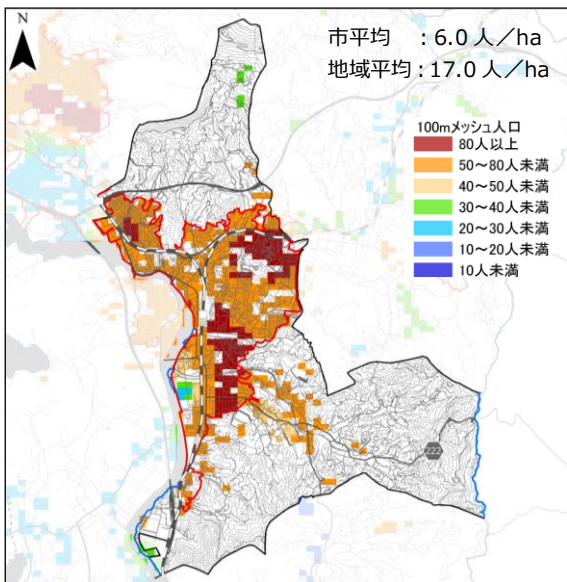 N
市平均 :6.0 人／ha
地域平均:17.0 人／ha
100mメッシュ人口
80人以上
50～80人未満
40～50人未満
30～40人未満
20～30人未満
10～20人未満
10人未満
222